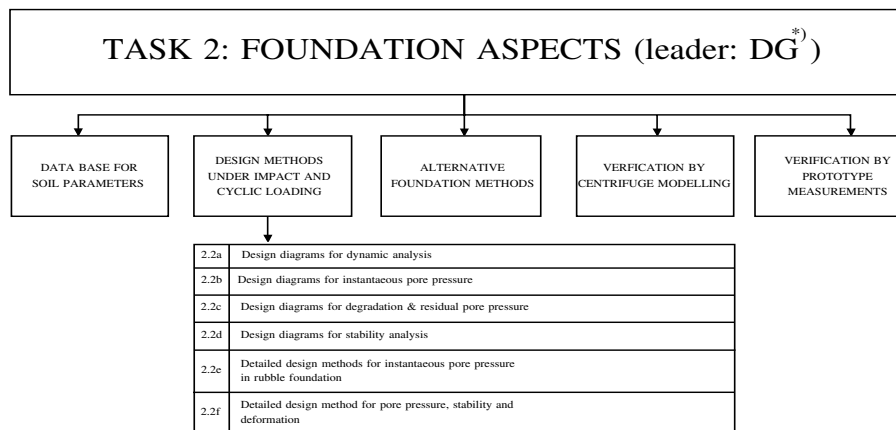 TASK 2: FOUNDATION ASPECTS (leader: DG*))
DATA BASE FOR
SOIL PARAMETERS
DESIGN METHODS
UNDER IMPACT AND
CYCLIC LOADING
ALTERNATIVE
FOUNDATION METHODS
VERFICATION BY
CENTRIFUGE MODELLING
VERIFICATION BY
PROTOTYPE
MEASUREMENTS
2.2a Design diagrams for dynamic analysis
2.2b Design diagrams for instantaeous pore pressure
2.2c Design diagrams for degradation & residual pore pressure
2.2d Design diagrams for stability analysis
2.2e Detailed design methods for instantaeous pore pressure
in rubble foundation
2.2f Detailed design method for pore pressure, stability and
deformation